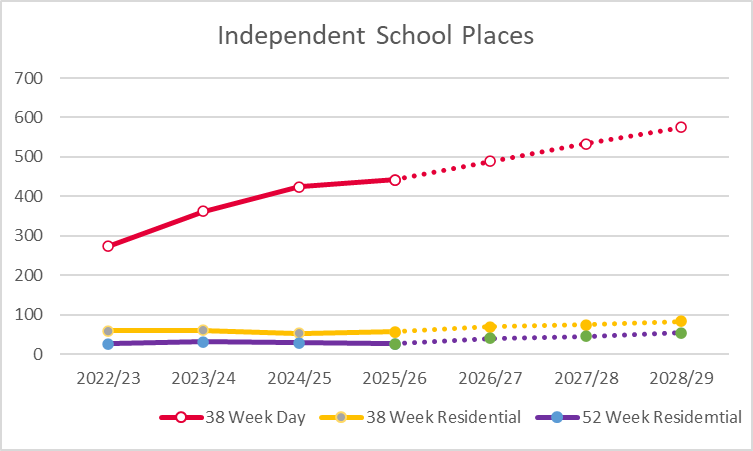 Independent School Places
700
600
500
400
300
200
100
0
2022/23 2023/24 2024/25 2025/26 2026/27 2027/28 2028/29
38 Week Day 38 Week Residential 52 Week Residemtial